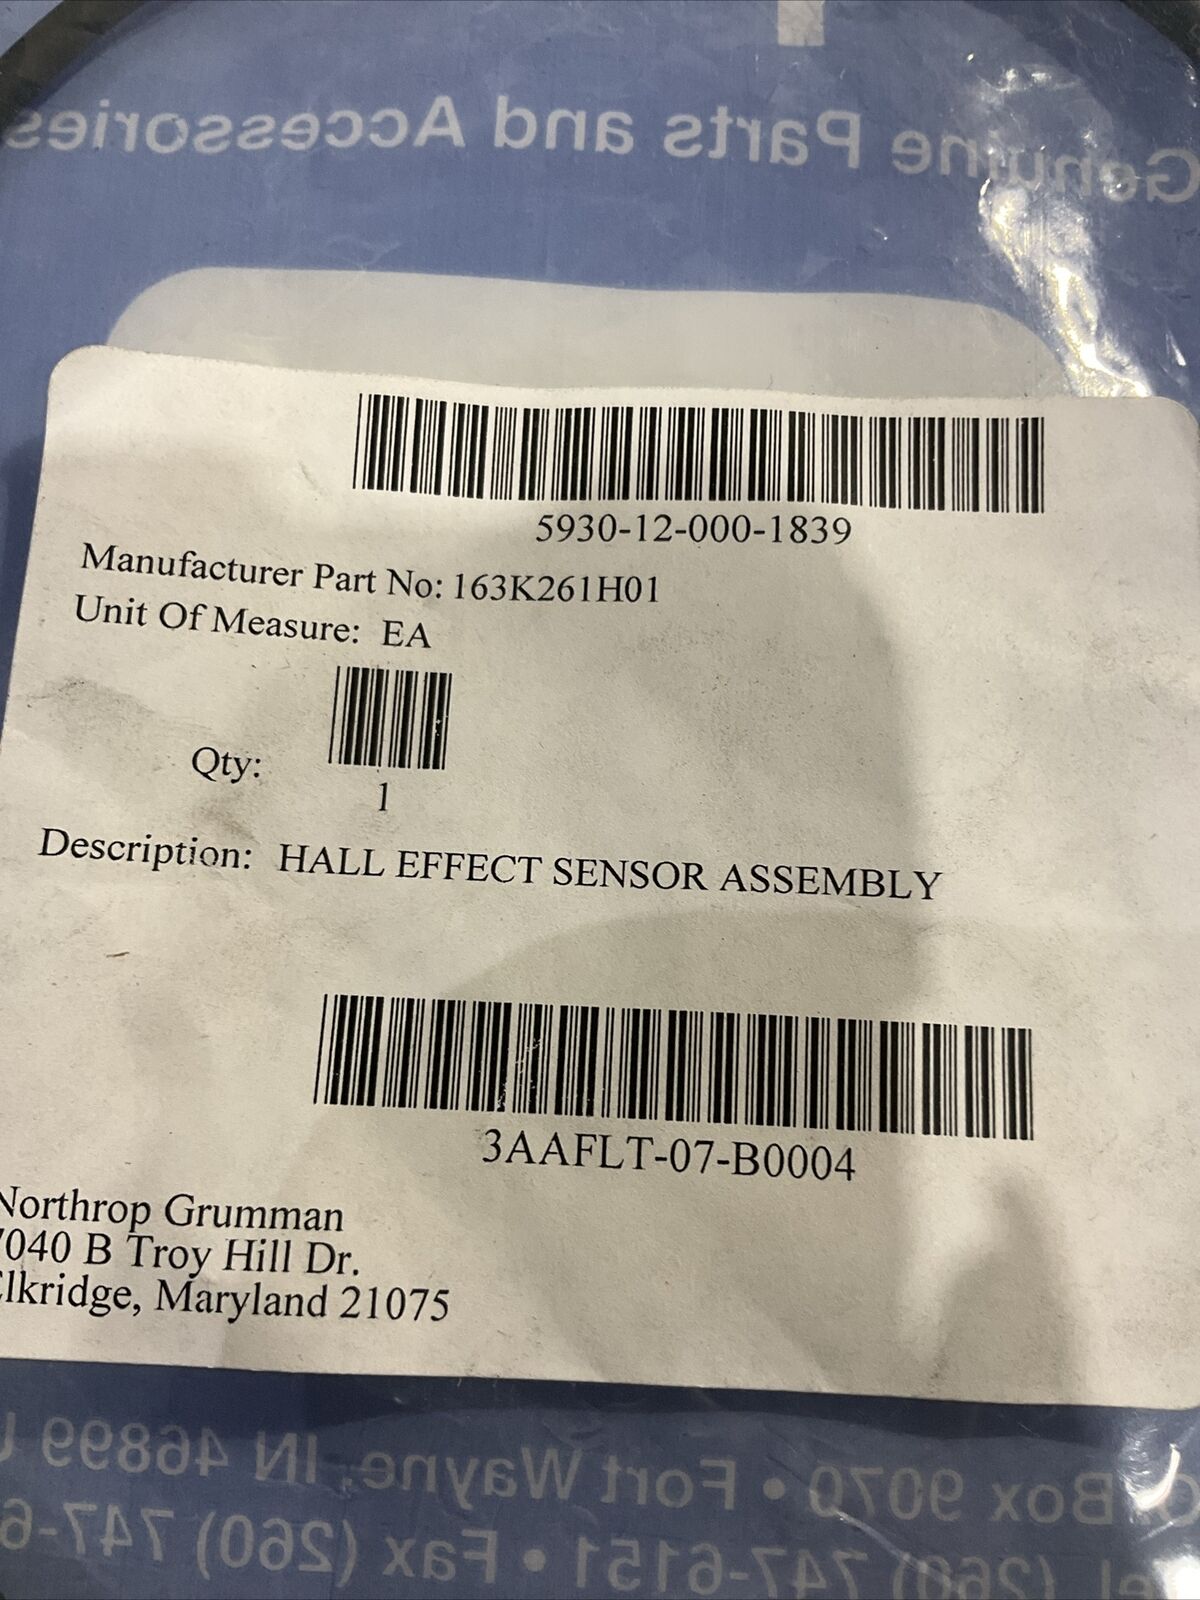 Genuine Parts and Accessories
5930-12-000-1839
Manufacturer Part No: 163K261H01
Unit Of Measure: EA
Qty:
1
Description: HALL EFFECT SENSOR ASSEMBLY
3AAFLT-07-B0004
Northrop Grumman
7040 B Troy Hill Dr.
Elkridge, Maryland 21075
Box 9070 • Fort Wayne, IN 46899
(260) 747-6151 • Fax (260) 747-6